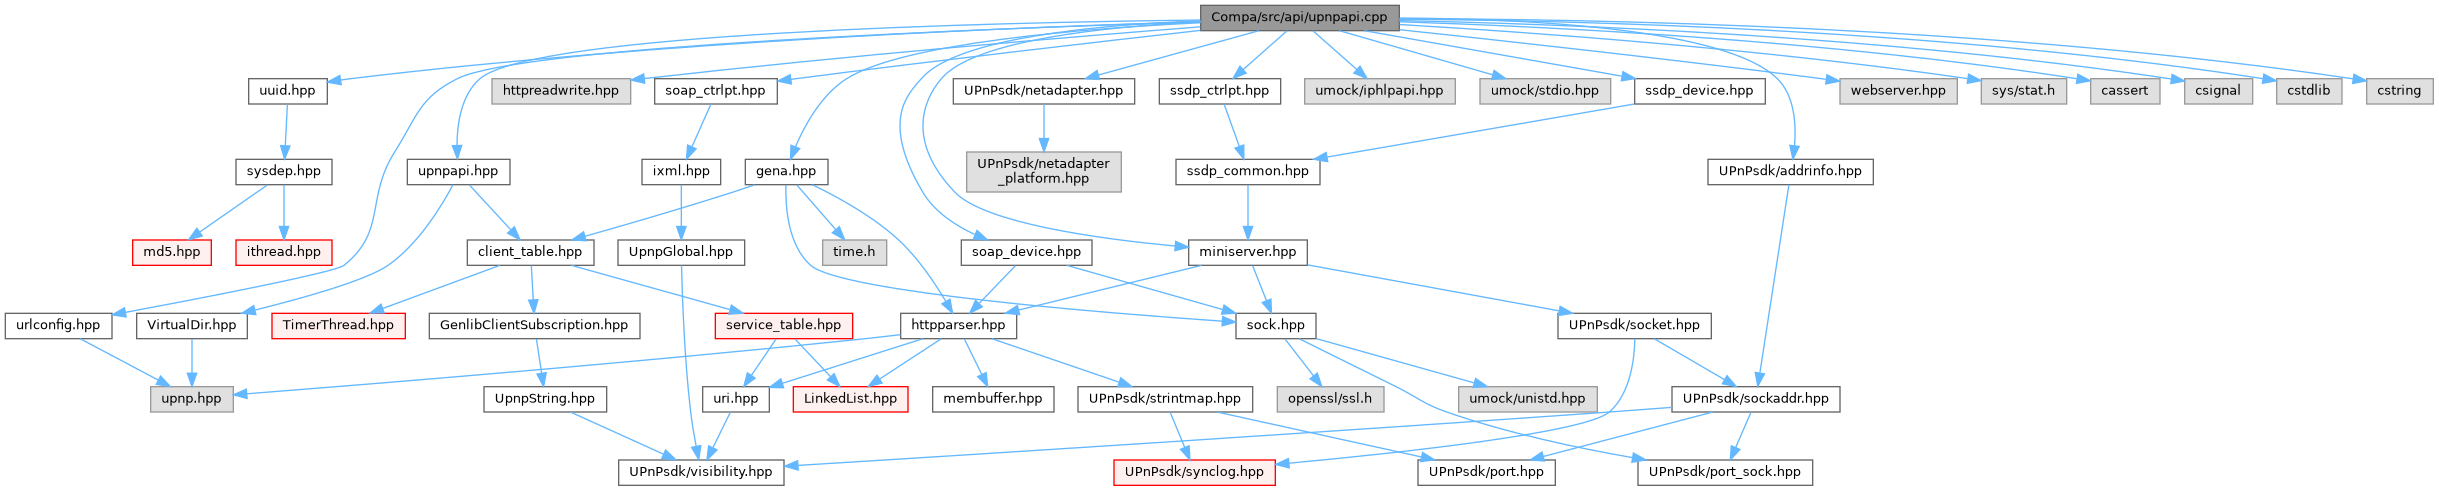 Compa/src/api/upnpapi.cpp
uuid.hpp
httpreadwrite.hpp
soap_ctrlpt.hpp
UPnPsdk/netadapter.hpp
ssdp_ctrlpt.hpp
umock/iphlpapi.hpp
umock/stdio.hpp
ssdp_device.hpp
webserver.hpp
sys/stat.h
cassert
csignal
cstdlib
cstring
sysdep.hpp
upnpapi.hpp
ixml.hpp
gena.hpp
UPnPsdk/netadapter
_platform.hpp
ssdp_common.hpp
UPnPsdk/addrinfo.hpp
md5.hpp
ithread.hpp
client_table.hpp
UpnpGlobal.hpp
time.h
soap_device.hpp
miniserver.hpp
urlconfig.hpp
VirtualDir.hpp
TimerThread.hpp
GenlibClientSubscription.hpp
service_table.hpp
httpparser.hpp
sock.hpp
UPnPsdk/socket.hpp
upnp.hpp
UpnpString.hpp
uri.hpp
LinkedList.hpp
membuffer.hpp
UPnPsdk/strintmap.hpp
openssl/ssl.h
umock/unistd.hpp
UPnPsdk/sockaddr.hpp
UPnPsdk/visibility.hpp
UPnPsdk/synclog.hpp
UPnPsdk/port.hpp
UPnPsdk/port_sock.hpp